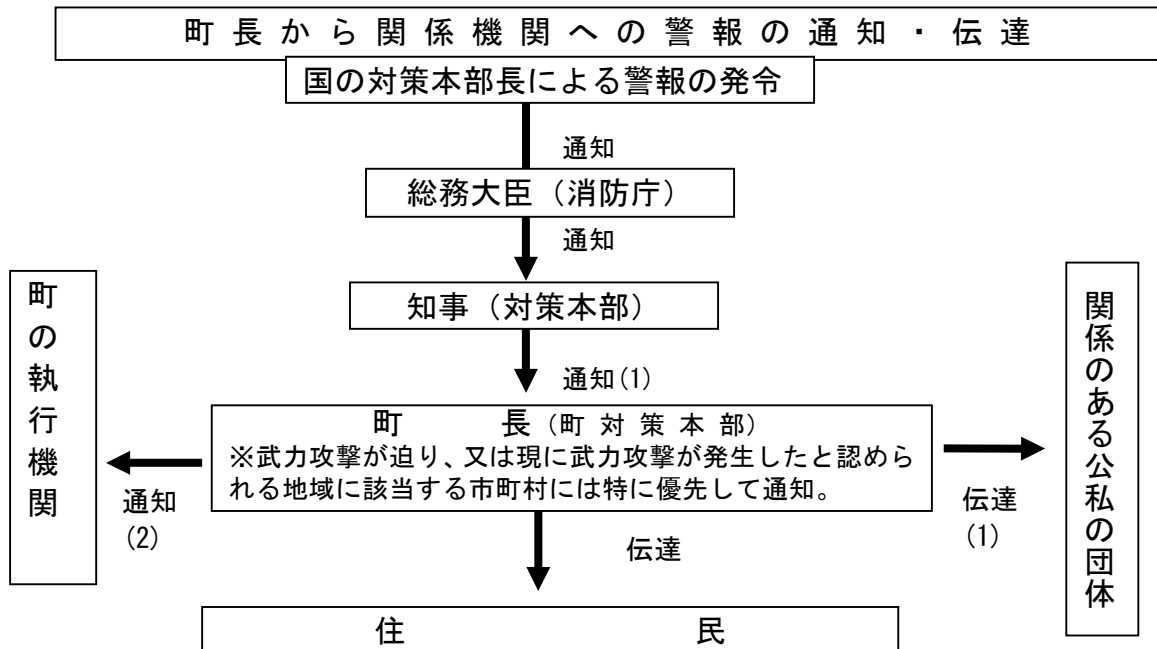 町長から関係機関への警報の通知・伝達
国の対策本部長による警報の発令
通知
総務大臣（消防庁）
通知
知事（対策本部）
通知(1)
町の執行機関
関係のある公私の団体
町　　長（町対策本部）
※武力攻撃が迫り、又は現に武力攻撃が発生したと認めら
れる地域に該当する市町村には特に優先して通知。
通知
(2)
伝達
(1)
伝達
住　　民